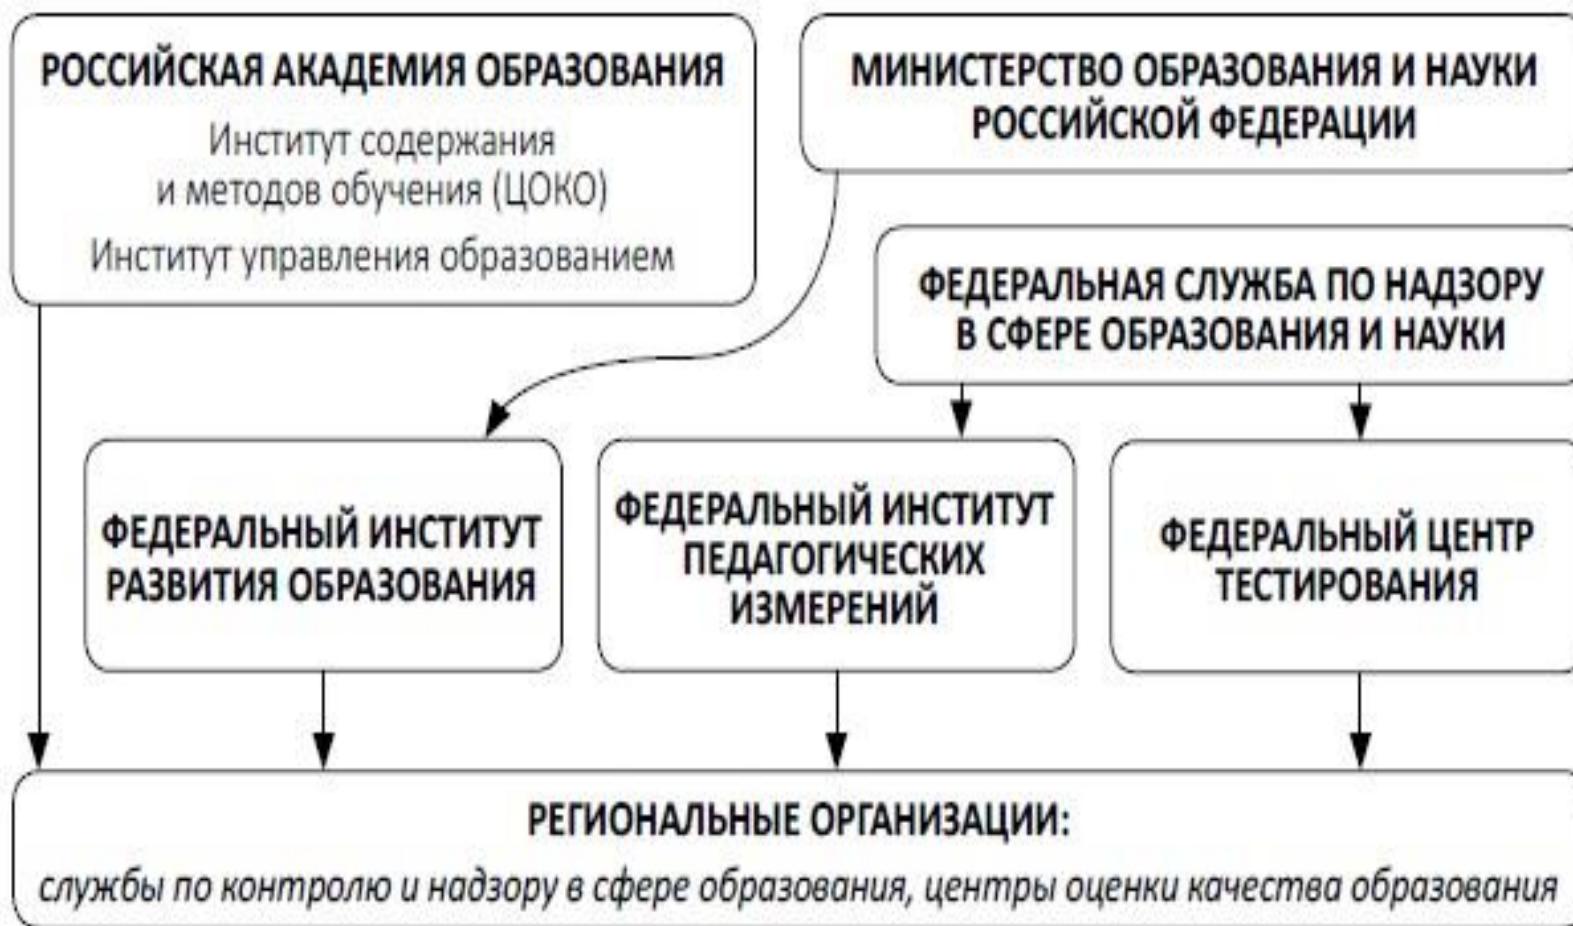 РОССИЙСКАЯ АКАДЕМИЯ ОБРАЗОВАНИЯ
Институт содержания
и методов обучения (ЦОКО)
Институт управления образованием
МИНИСТЕРСТВО ОБРАЗОВАНИЯ И НАУКИ
РОССИЙСКОЙ ФЕДЕРАЦИИ
ФЕДЕРАЛЬНАЯ СЛУЖБА ПО НАДЗОРУ
В СФЕРЕ ОБРАЗОВАНИЯ И НАУКИ
ФЕДЕРАЛЬНЫЙ ИНСТИТУТ
РАЗВИТИЯ ОБРАЗОВАНИЯ
ФЕДЕРАЛЬНЫЙ ИНСТИТУТ
ПЕДАГОГИЧЕСКИХ
ИЗМЕРЕНИЙ
ФЕДЕРАЛЬНЫЙ ЦЕНТР
ТЕСТИРОВАНИЯ
РЕГИОНАЛЬНЫЕ ОРГАНИЗАЦИИ:
службы по контролю и надзору в сфере образования, центры оценки качества образования